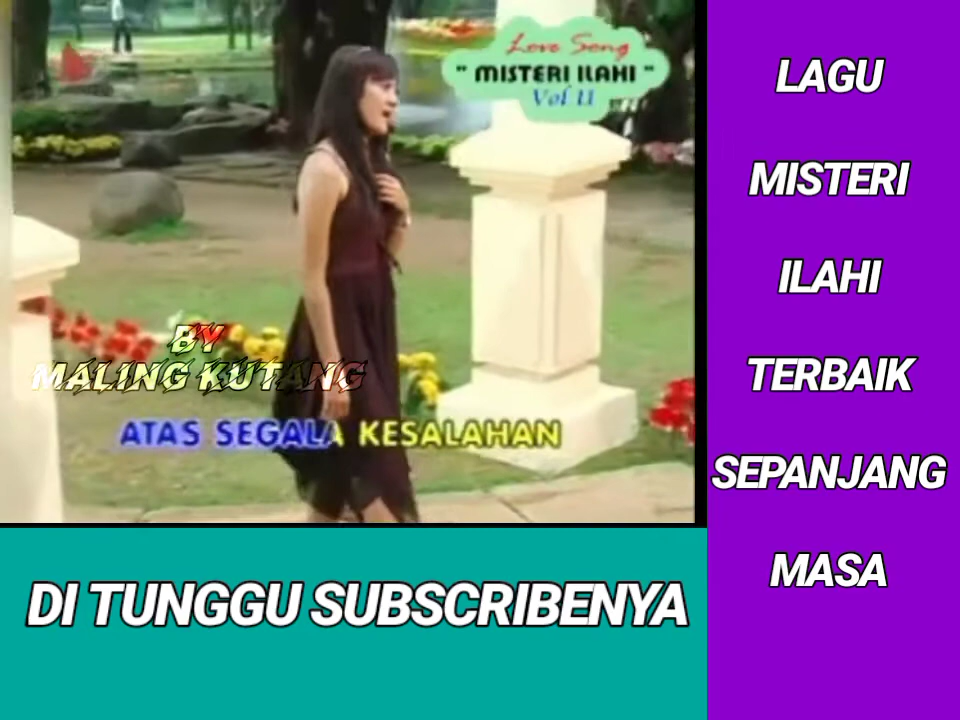 Love Song
" MISTERI ILAHI "
Vol II
BY
MALING KUTANG
ATAS SEGALA KESALAHAN
DI TUNGGU SUBSCRIBENYA
LAGU
MISTERI
ILAHI
TERBAIK
SEPANJANG
MASA